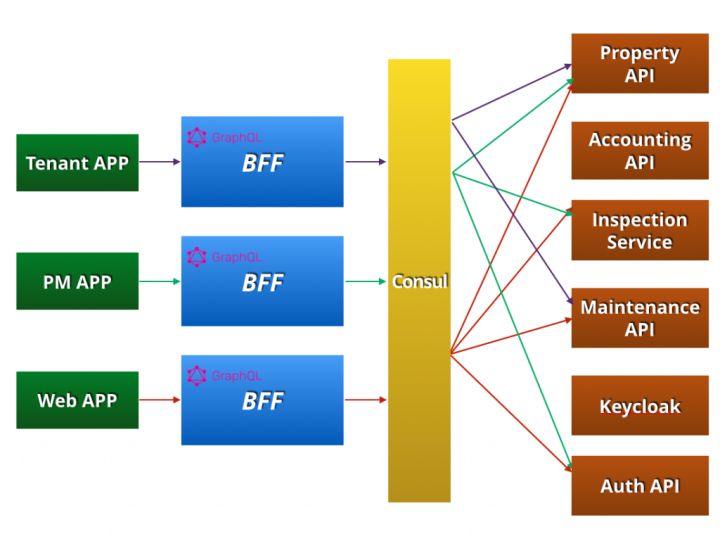 Tenant APP
GraphQL
BFF
PM APP
GraphQL
BFF
Web APP
GraphQL
BFF
Consul
Property
API
Accounting
API
Inspection
Service
Maintenance
API
Keycloak
Auth API